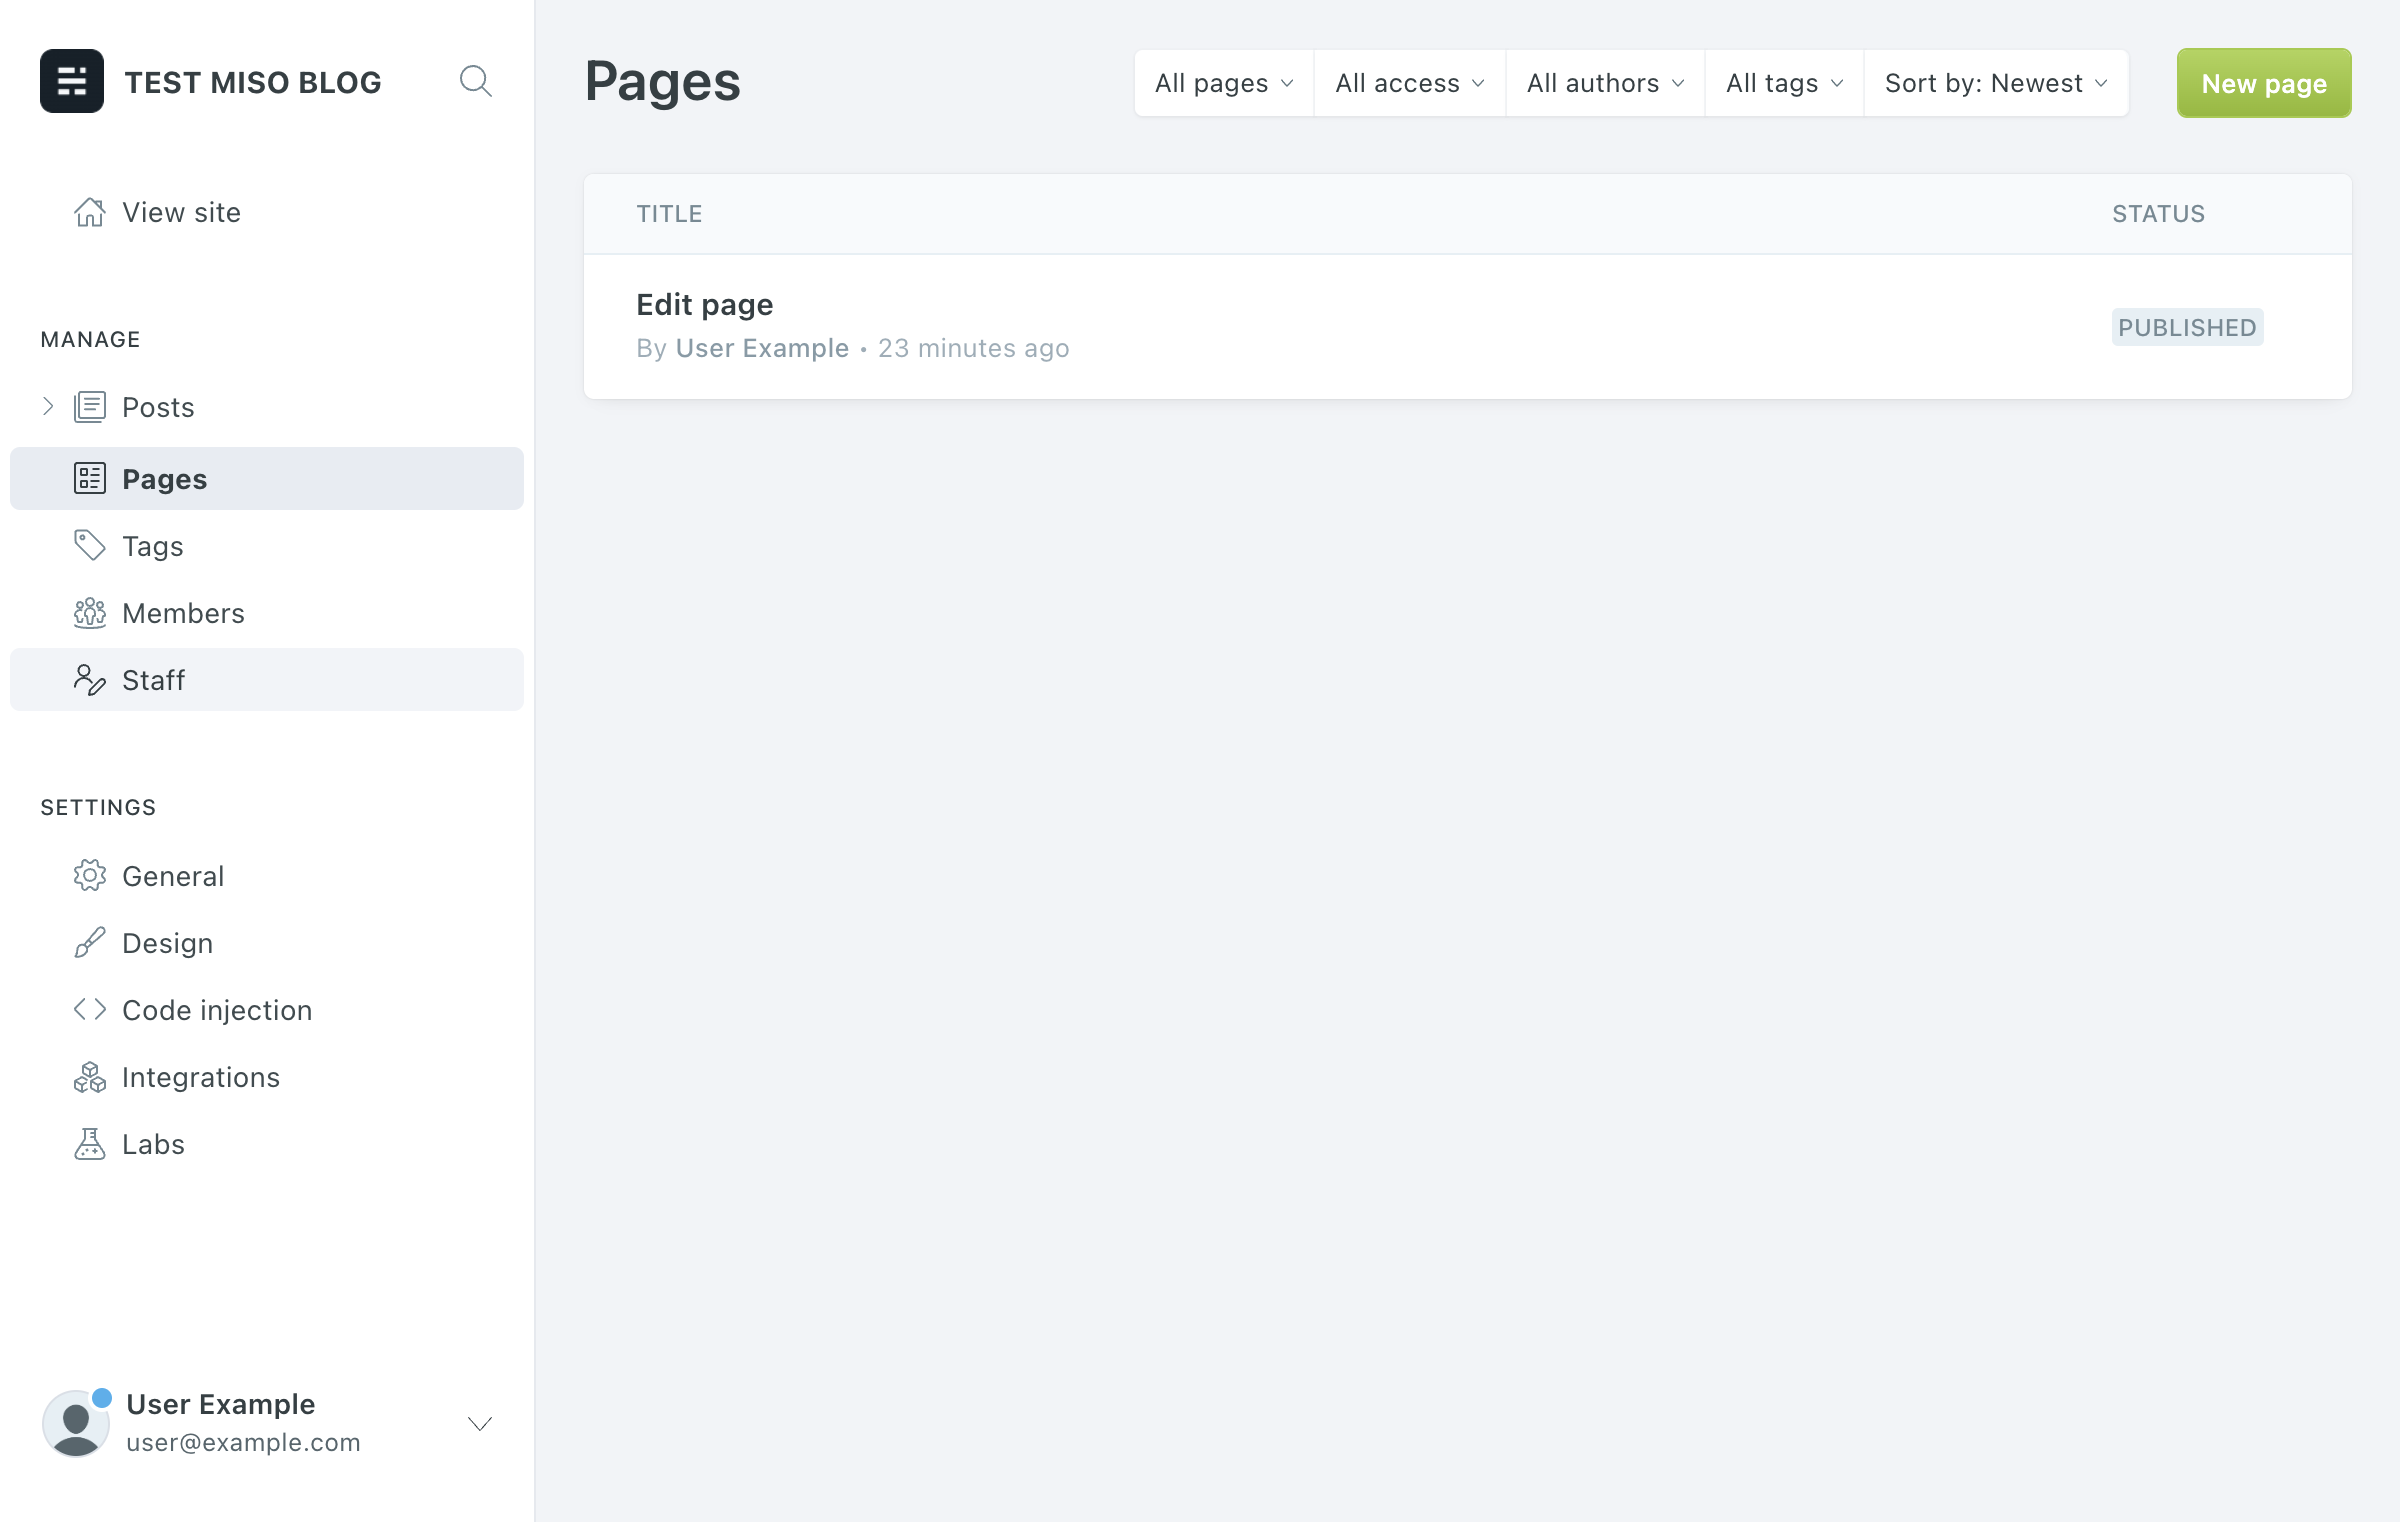 TEST MISO BLOG
View site
MANAGE
Posts
Pages
Tags
Members
Staff
SETTINGS
General
Design
Code injection
Integrations
Labs
User Example
user@example.com
Pages
All pages
All access
All authors
All tags
Sort by: Newest
New page
TITLE
STATUS
Edit page
By User Example • 23 minutes ago
PUBLISHED